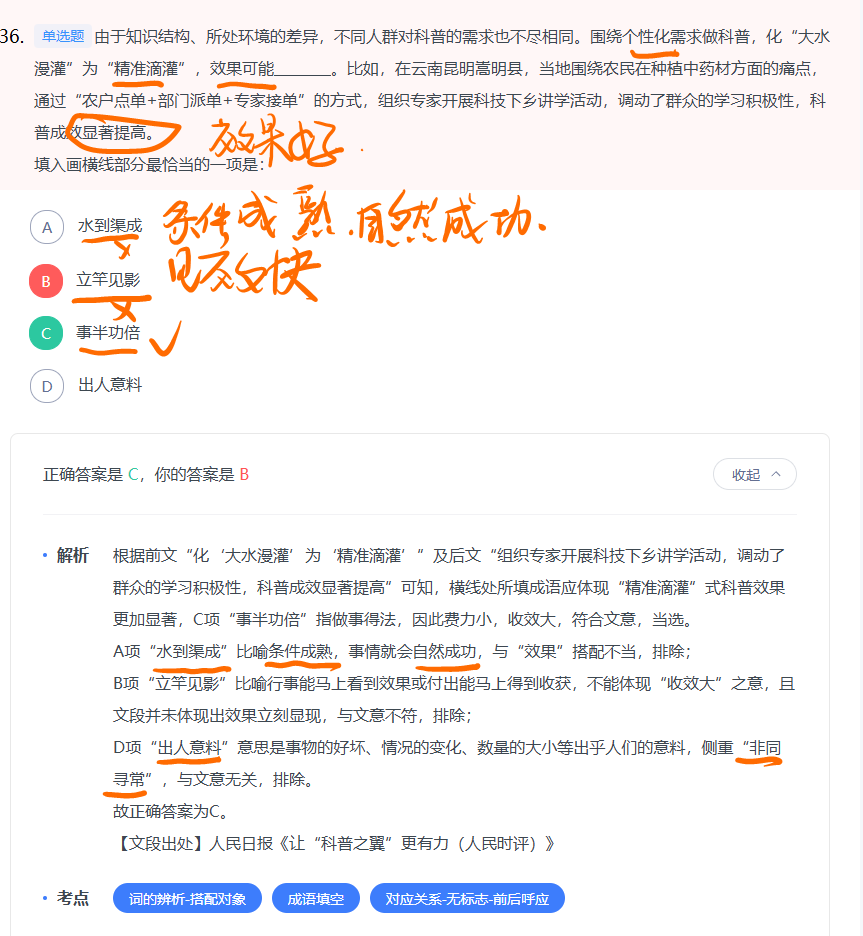 36. 单选题 由于知识结构、所处环境的差异，不同人群对科普的需求也不尽相同。围绕个性化需求做科普，化“大水
漫灌”为“精准滴灌”，效果可能________。比如，在云南昆明嵩明县，当地围绕农民在种植中药材方面的痛点，
通过“农户点单+部门派单+专家接单”的方式，组织专家开展科技下乡讲学活动，调动了群众的学习积极性，科
普成效显著提高。
效果好.
填入画横线部分最恰当的一项是：
A 水到渠成
条件成熟.自然成功.
B 立竿见影
见效快
C 事半功倍
D 出人意料
正确答案是 C，你的答案是 B
收起
解析 根据前文“化‘大水漫灌’为‘精准滴灌’”及后文“组织专家开展科技下乡讲学活动，调动了
群众的学习积极性，科普成效显著提高”可知，横线处所填成语应体现“精准滴灌”式科普效果
更加显著，C项“事半功倍”指做事得法，因此费力小，收效大，符合文意，当选。
A项“水到渠成”比喻条件成熟，事情就会自然成功，与“效果”搭配不当，排除；
B项“立竿见影”比喻行事能马上看到效果或付出能马上得到收获，不能体现“收效大”之意，且
文段并未体现出效果立刻显现，与文意不符，排除；
D项“出人意料”意思是事物的好坏、情况的变化、数量的大小等出乎人们的意料，侧重“非同
寻常”，与文意无关，排除。
故正确答案为C。
【文段出处】人民日报《让“科普之翼”更有力（人民时评）》
考点 词的辨析-搭配对象 成语填空 对应关系-无标志-前后呼应